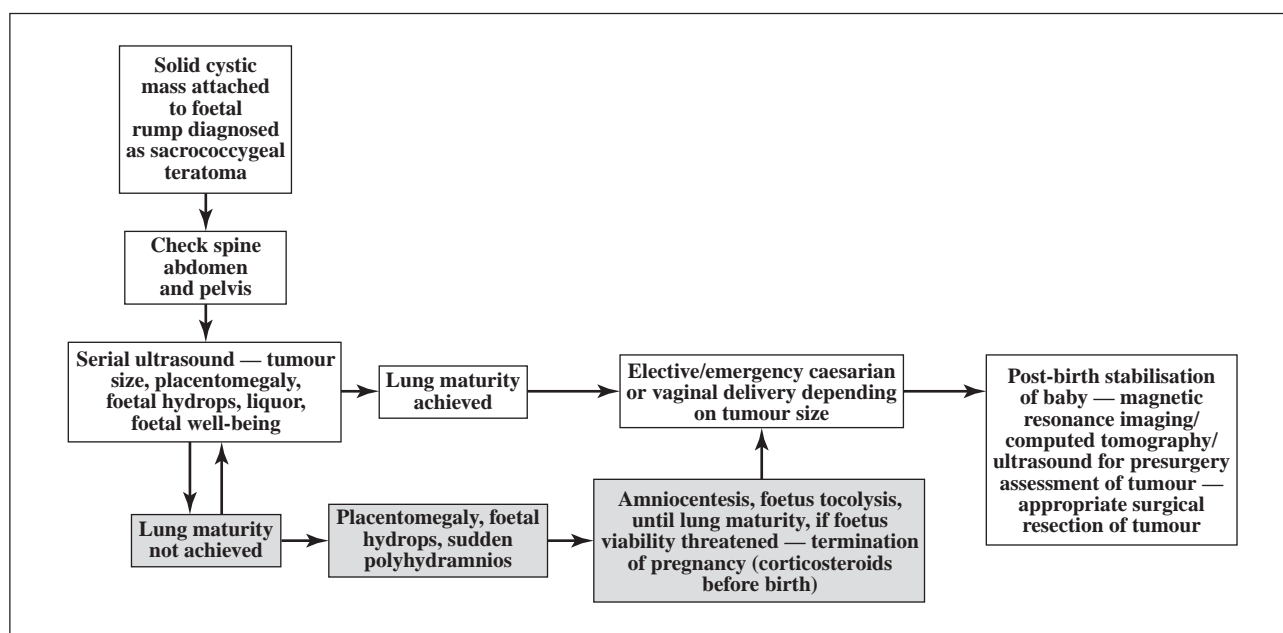 Solid cystic
mass attached
to foetal
rump diagnosed
as sacrococcygeal
teratoma
Check spine
abdomen
and pelvis
Serial ultrasound — tumour
size, placentomegaly,
foetal hydrops, liquor,
foetal well-being
Lung maturity
achieved
Elective/emergency caesarian
or vaginal delivery depending
on tumour size
Post-birth stabilisation
of baby — magnetic
resonance imaging/
computed tomography/
ultrasound for presurgery
assessment of tumour —
appropriate surgical
resection of tumour
Lung maturity
not achieved
Placentomegaly, foetal
hydrops, sudden
polyhydramnios
Amniocentesis, foetus tocolysis,
until lung maturity, if foetus
viability threatened — termination
of pregnancy (corticosteroids
before birth)